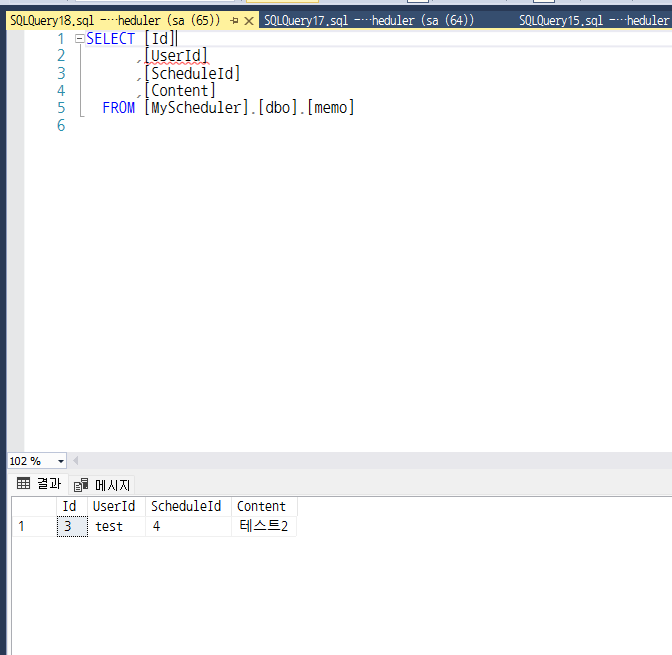 SQLQuery18.sql -⋯heduler (sa (65)) SQLQuery17.sql -⋯heduler (sa (64)) SQLQuery15.sql -⋯heduler
1 SELECT [Id]
2 ,[UserId]
3 ,[ScheduleId]
4 ,[Content]
5 FROM [MyScheduler].[dbo].[memo]
6
102 %
결과 메시지
Id UserId ScheduleId Content
1 3 test 4 테스트2